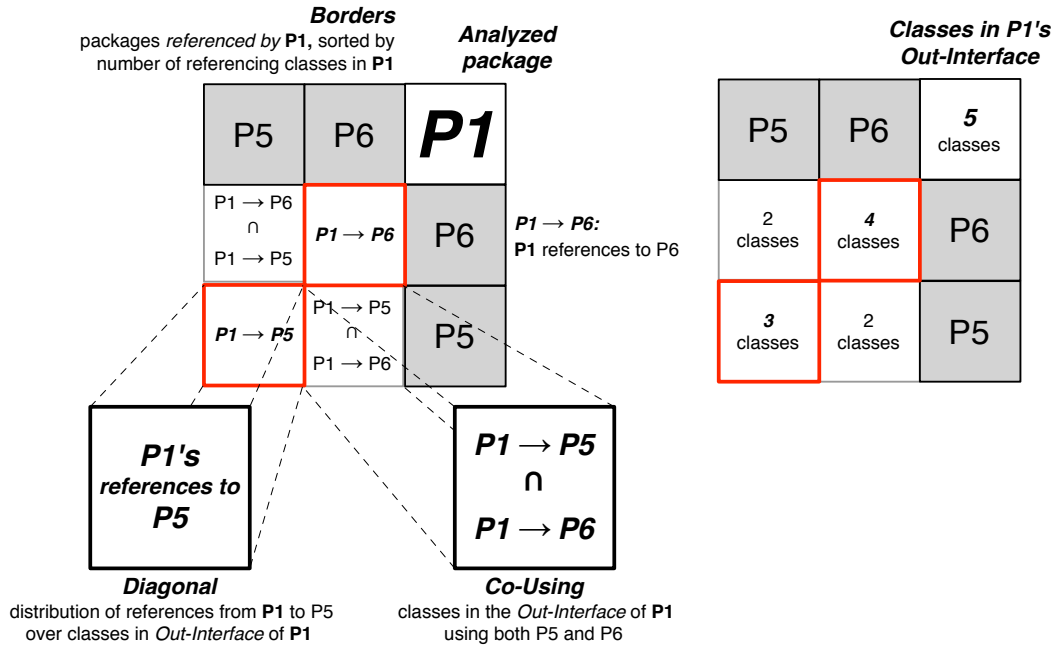 Borders
packages referenced by P1, sorted by
number of referencing classes in P1
Analyzed
package
P5
P6
P1
P1 → P6
∩
P1 → P5
P1 → P6
P6
P1 → P6:
P1 references to P6
P1 → P5
P1 → P5
∩
P1 → P6
P5
P1's
references to
P5
P1 → P5
∩
P1 → P6
Diagonal
distribution of references from P1 to P5
over classes in Out-Interface of P1
Co-Using
classes in the Out-Interface of P1
using both P5 and P6
Classes in P1's
Out-Interface
P5
P6
5
classes
2
classes
4
classes
P6
3
classes
2
classes
P5